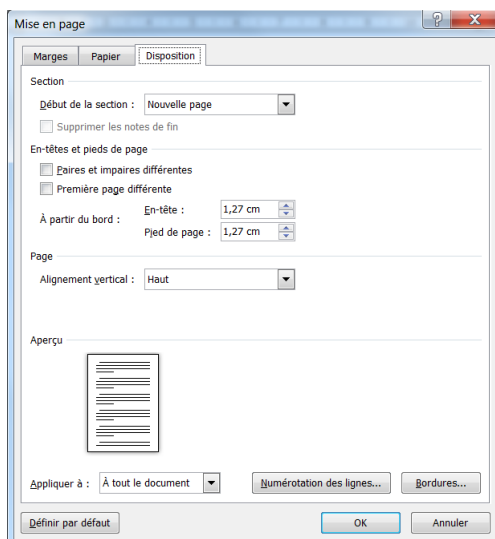 Mise en page
Marges Papier Disposition
Section
Début de la section : Nouvelle page
Supprimer les notes de fin
En-têtes et pieds de page
Paires et impaires différentes
Première page différente
À partir du bord :
En-tête : 1,27 cm
Pied de page : 1,27 cm
Page
Alignement vertical : Haut
Aperçu
Appliquer à : À tout le document Numérotation des lignes... Bordures...
Définir par défaut OK Annuler